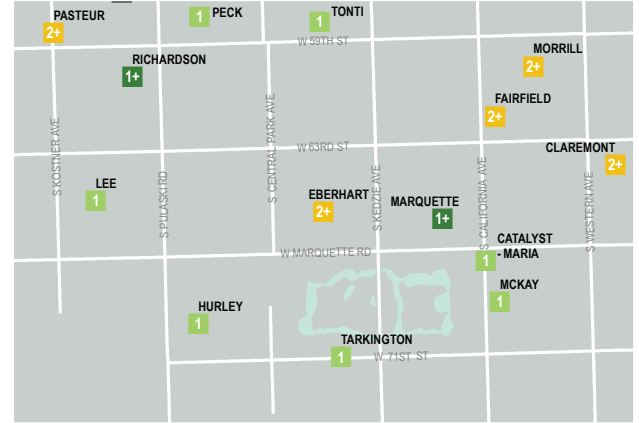 PASTEUR
2+
1
PECK
TONTI
1
W 59TH ST
RICHARDSON
1+
MORRILL
2+
FAIRFIELD
2+
S KOSTNER AVE
S CENTRAL PARK AVE
W 63RD ST
CLAREMONT
2+
LEE
1
S PULASKI RD
EBERHART
2+
S KEDZIE AVE
MARQUETTE
1+
S CALIFORNIA AVE
S WESTERN AVE
W MARQUETTE RD
CATALYST
- MARIA
1
MCKAY
1
HURLEY
1
TARKINGTON
1
W 71ST ST